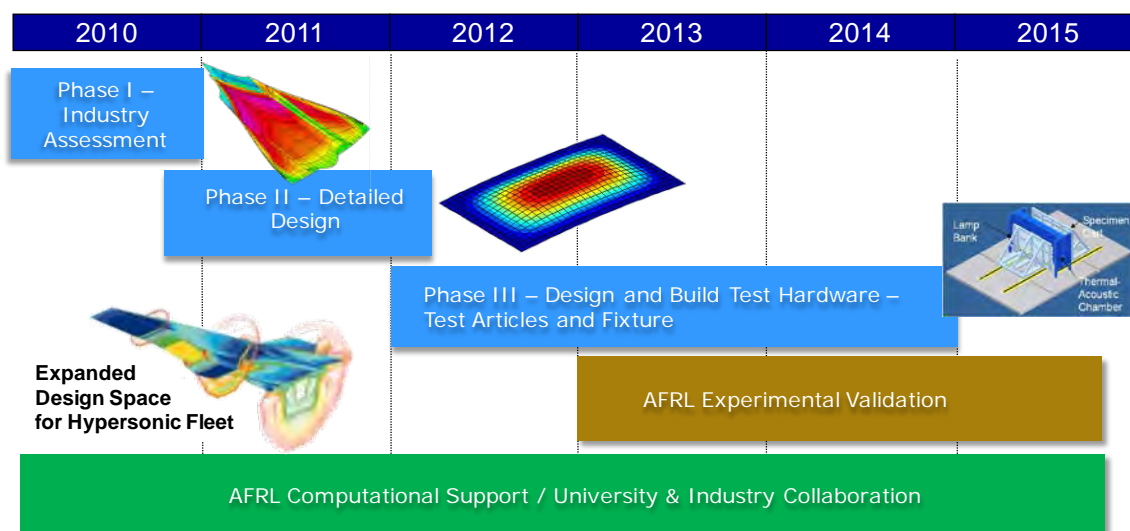 2010 2011 2012 2013 2014 2015
Phase I –
Industry
Assessment
Phase II – Detailed
Design
Lamp
Bank
Specimen
Cart
Thermal-
Acoustic
Chamber
Phase III – Design and Build Test Hardware –
Test Articles and Fixture
Expanded
Design Space
for Hypersonic Fleet
AFRL Experimental Validation
AFRL Computational Support / University & Industry Collaboration